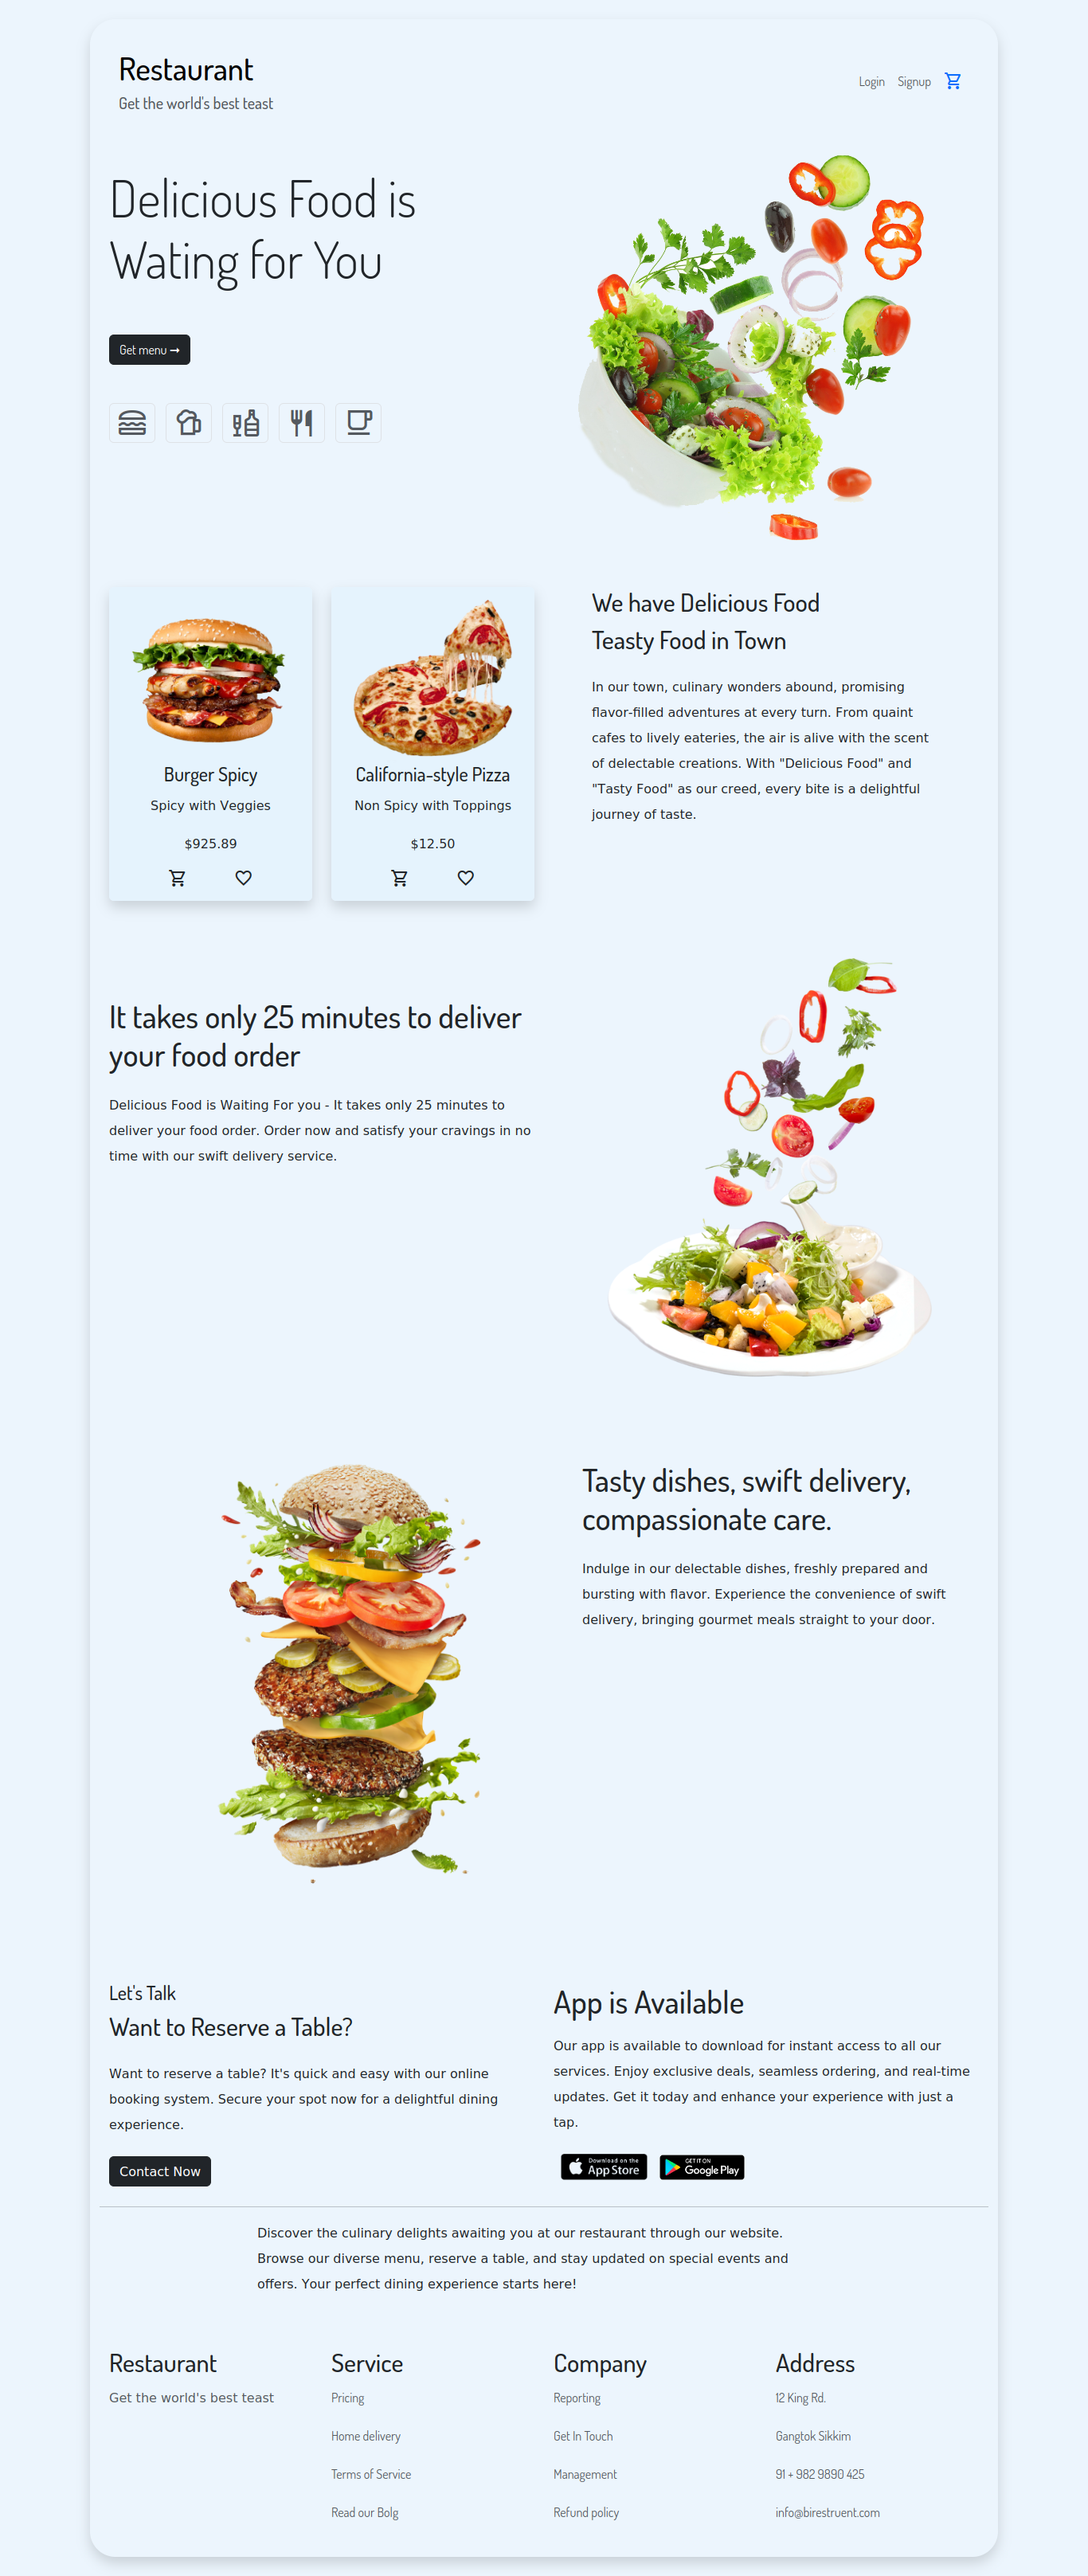 Restaurant
Get the world's best teast
Login Signup
Delicious Food is
Wating for You
Get menu ➞
Burger Spicy
Spicy with Veggies
$925.89
California-style Pizza
Non Spicy with Toppings
$12.50
We have Delicious Food
Teasty Food in Town
In our town, culinary wonders abound, promising
flavor-filled adventures at every turn. From quaint
cafes to lively eateries, the air is alive with the scent
of delectable creations. With "Delicious Food" and
"Tasty Food" as our creed, every bite is a delightful
journey of taste.
It takes only 25 minutes to deliver
your food order
Delicious Food is Waiting For you - It takes only 25 minutes to
deliver your food order. Order now and satisfy your cravings in no
time with our swift delivery service.
Tasty dishes, swift delivery,
compassionate care.
Indulge in our delectable dishes, freshly prepared and
bursting with flavor. Experience the convenience of swift
delivery, bringing gourmet meals straight to your door.
Let's Talk
Want to Reserve a Table?
Want to reserve a table? It's quick and easy with our online
booking system. Secure your spot now for a delightful dining
experience.
Contact Now
App is Available
Our app is available to download for instant access to all our
services. Enjoy exclusive deals, seamless ordering, and real-time
updates. Get it today and enhance your experience with just a
tap.
Download on the
App Store
GET IT ON
Google Play
Discover the culinary delights awaiting you at our restaurant through our website.
Browse our diverse menu, reserve a table, and stay updated on special events and
offers. Your perfect dining experience starts here!
Restaurant
Get the world's best teast
Service
Pricing
Home delivery
Terms of Service
Read our Bolg
Company
Reporting
Get In Touch
Management
Refund policy
Address
12 King Rd.
Gangtok Sikkim
91 + 982 9890 425
info@birestruent.com